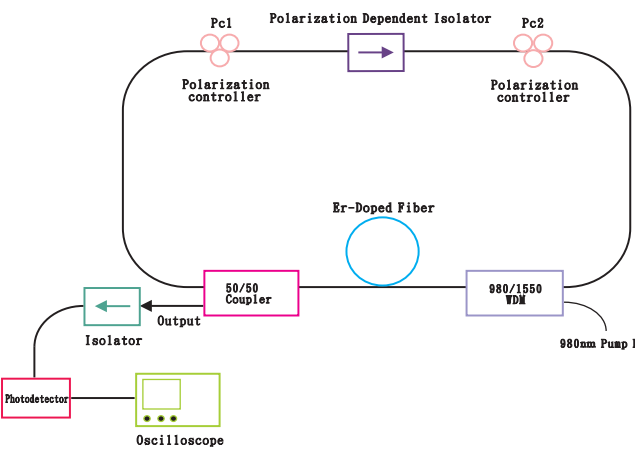 Pc1
Polarization Dependent Isolator
Pc2
Polarization
controller
Polarization
controller
Er-Doped Fiber
50/50
Coupler
980/1550
WDM
Output
Isolator
980nm Pump
Photodetector
Oscilloscope